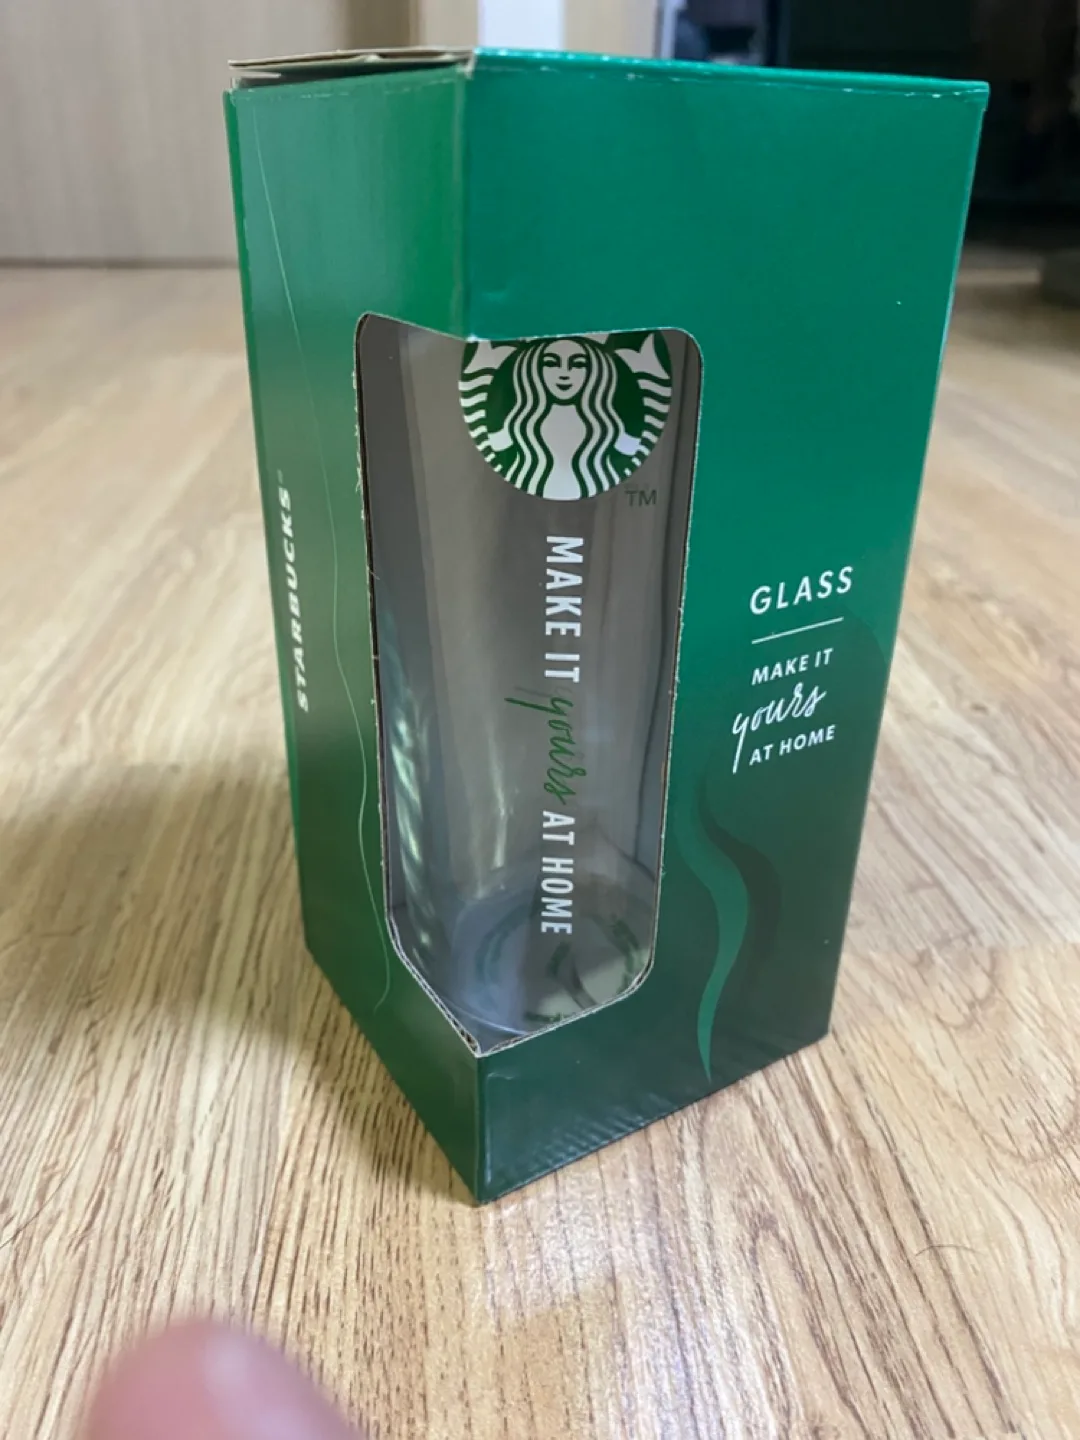 STARBUCKS
TM
MAKE IT yours AT HOME
GLASS
MAKE IT
yours
AT HOME